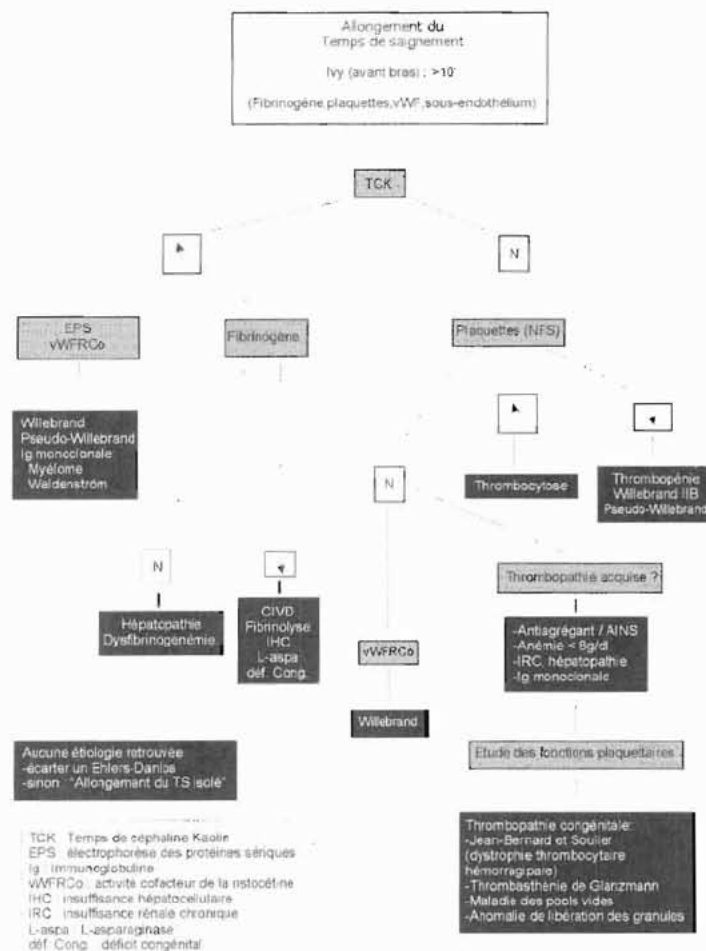 Allongement du
Temps de saignement
Ivy (avant bras) : >10'
(Fibrinogène,plaquettes,vWF,sous-endothélium)
TCK
N
EPS
vWFRCo
Fibrinogène
Plaquettes (NFS)
Willebrand
Pseudo-Willebrand
Ig monoclonale
Myélome
Waldenström
N
Thrombocytose
Thrombopénie
Willebrand IIB
Pseudo-Willebrand
N
Hépatopathie
Dysfibrinogénémie
CIVD
Fibrinolyse
IHC
L-aspa
déf. Cong.
Thrombopathie acquise ?
-Antiagrégant / AINS
-Anémie < 8g/dl
-IRC, hépatopathie
-Ig monoclonale
vWFRCo
Willebrand
Etude des fonctions plaquettaires
Aucune étiologie retrouvée
-écarter un Ehlers-Danlos
-sinon : "Allongement du TS isolé"
Thrombopathie congénitale:
-Jean-Bernard et Soulier
(dystrophie thrombocytaire
hémorragipare)
-Thrombasthénie de Glanzmann
-Maladie des pools vides
-Anomalie de libération des granules
TCK : Temps de céphaline Kaolin
EPS : électrophorèse des protéines sériques
Ig : Immunoglobuline
vWFRCo : activité cofacteur de la ristocétine
IHC : insuffisance hépatocellulaire
IRC : insuffisance rénale chronique
L-aspa : L-asparaginase
déf. Cong. : déficit congénital